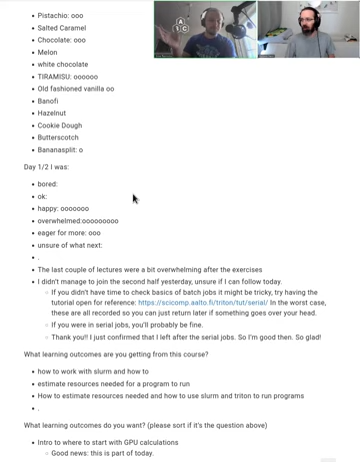 Pistachio: ooo
Salted Caramel
Chocolate: ooo
Melon
white chocolate
TIRAMISU: oooooo
Old fashioned vanilla oo
Banofi
Hazelnut
Cookie Dough
Butterscotch
Bananasplit: o
Day 1/2 I was:
bored:
ok:
happy: ooooooo
overwhelmed:ooooooooo
eager for more: ooo
unsure of what next:
.
The last couple of lectures were a bit overwhelming after the exercises
I didn't manage to join the second half yesterday, unsure if I can follow today.
If you didn't have time to check basics of batch jobs it might be tricky, try having the
tutorial open for reference: https://scicomp.aalto.fi/triton/tut/serial/ In the worst case,
these are all recorded so you can just return later if something goes over your head.
If you were in serial jobs, you'll probably be fine.
Thank you!! I just confirmed that I left after the serial jobs. So I'm good then. So glad!
What learning outcomes are you getting from this course?
how to work with slurm and how to
estimate resources needed for a program to run
How to estimate resources needed and how to use slurm and triton to run programs
.
What learning outcomes do you want? (please sort if it's the question above)
Intro to where to start with GPU calculations
Good news: this is part of today.